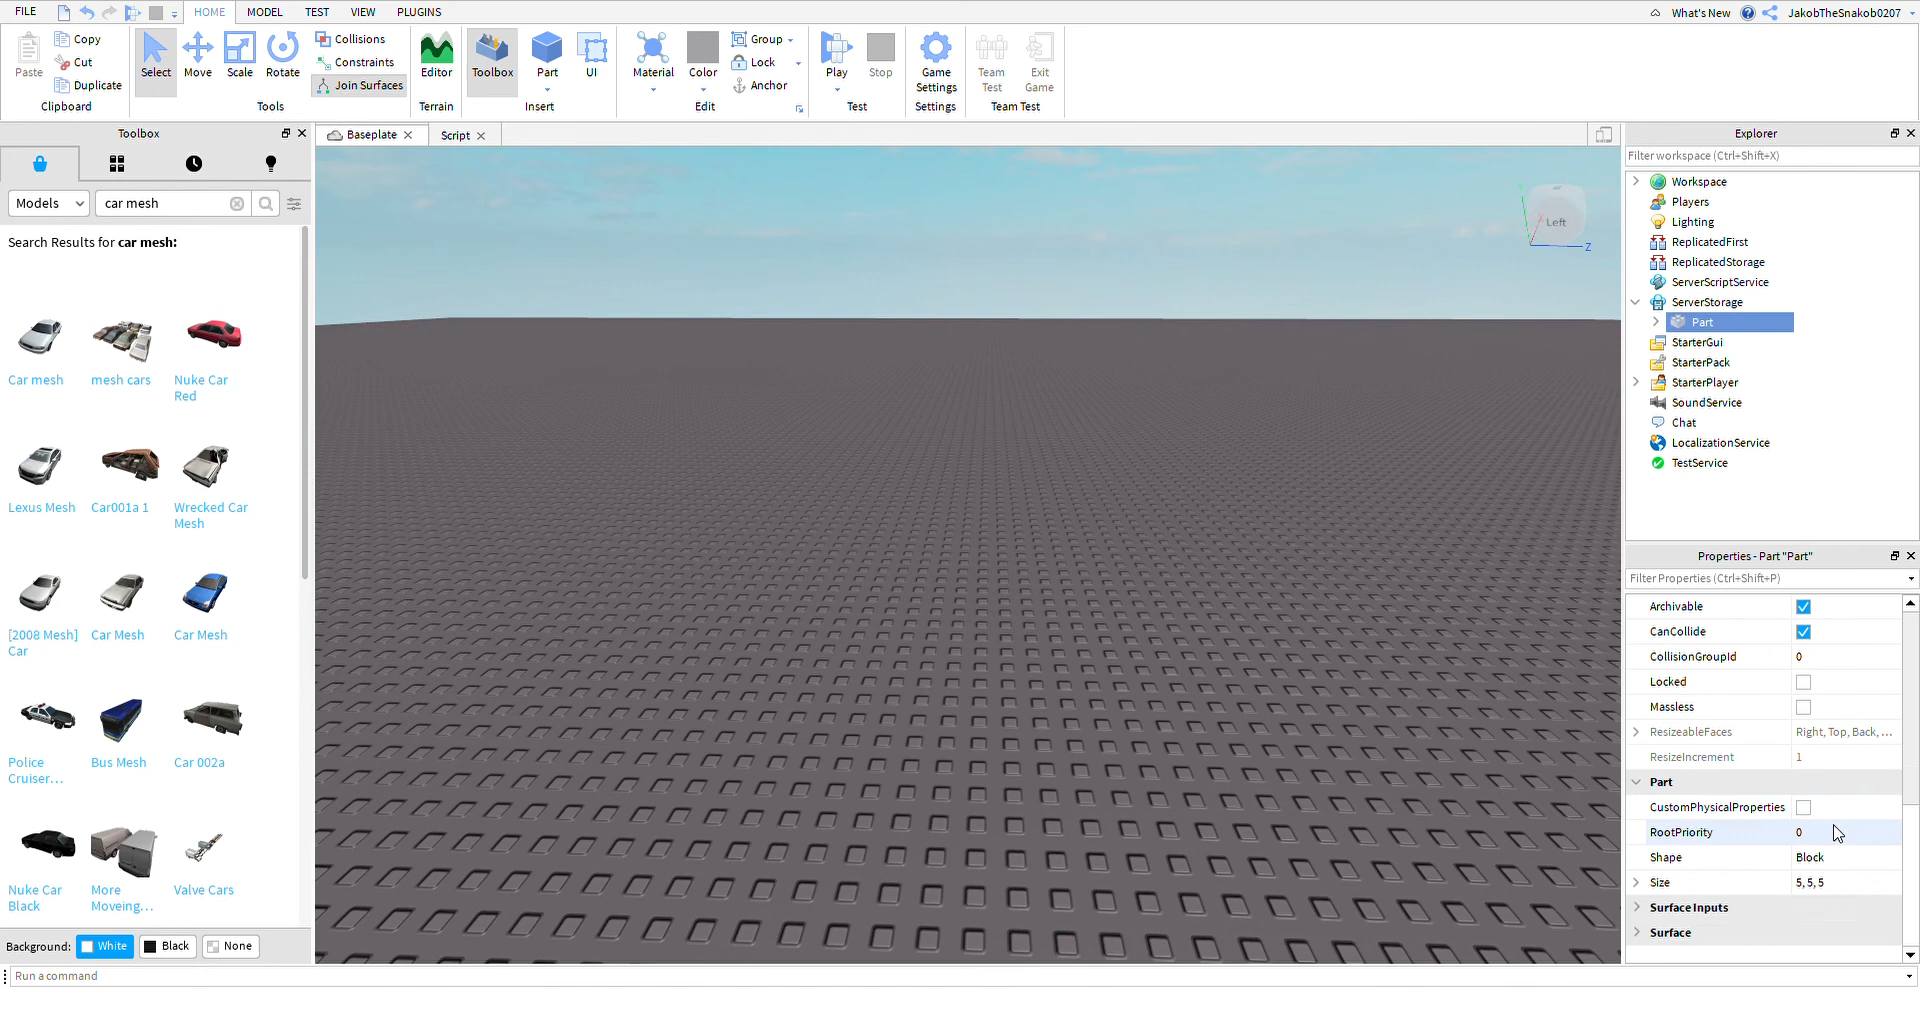 FILE HOME MODEL TEST VIEW PLUGINS What's New JakobTheSnakob0207
Paste Copy Cut Duplicate Clipboard
Select Move Scale Rotate Collisions Constraints Join Surfaces Tools
Editor Terrain
Toolbox Part UI Insert
Material Color Group Lock Anchor Edit
Play Stop Test
Game Settings Settings
Team Test Exit Game Team Test
Toolbox
Models car mesh
Search Results for car mesh:
Car mesh mesh cars Nuke Car Red
Lexus Mesh Car001a 1 Wrecked Car Mesh
[2008 Mesh] Car Car Mesh Car Mesh
Police Cruiser... Bus Mesh Car 002a
Nuke Car Black More Moveing... Valve Cars
Background: White Black None
Baseplate Script
Left
Z
Explorer
Filter workspace (Ctrl+Shift+X)
Workspace
Players
Lighting
ReplicatedFirst
ReplicatedStorage
ServerScriptService
ServerStorage
Part
StarterGui
StarterPack
StarterPlayer
SoundService
Chat
LocalizationService
TestService
Properties - Part "Part"
Filter Properties (Ctrl+Shift+P)
Archivable
CanCollide
CollisionGroupId 0
Locked
Massless
ResizeableFaces Right, Top, Back, ...
ResizeIncrement 1
Part
CustomPhysicalProperties
RootPriority 0
Shape Block
Size 5, 5, 5
Surface Inputs
Surface
Run a command